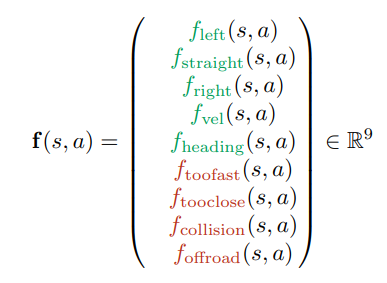 f_left(s, a)
f_straight(s, a)
f_right(s, a)
f_vel(s, a)
f(s, a) = f_heading(s, a) ∈ ℝ^9
f_toofast(s, a)
f_tooclose(s, a)
f_collision(s, a)
f_offroad(s, a)